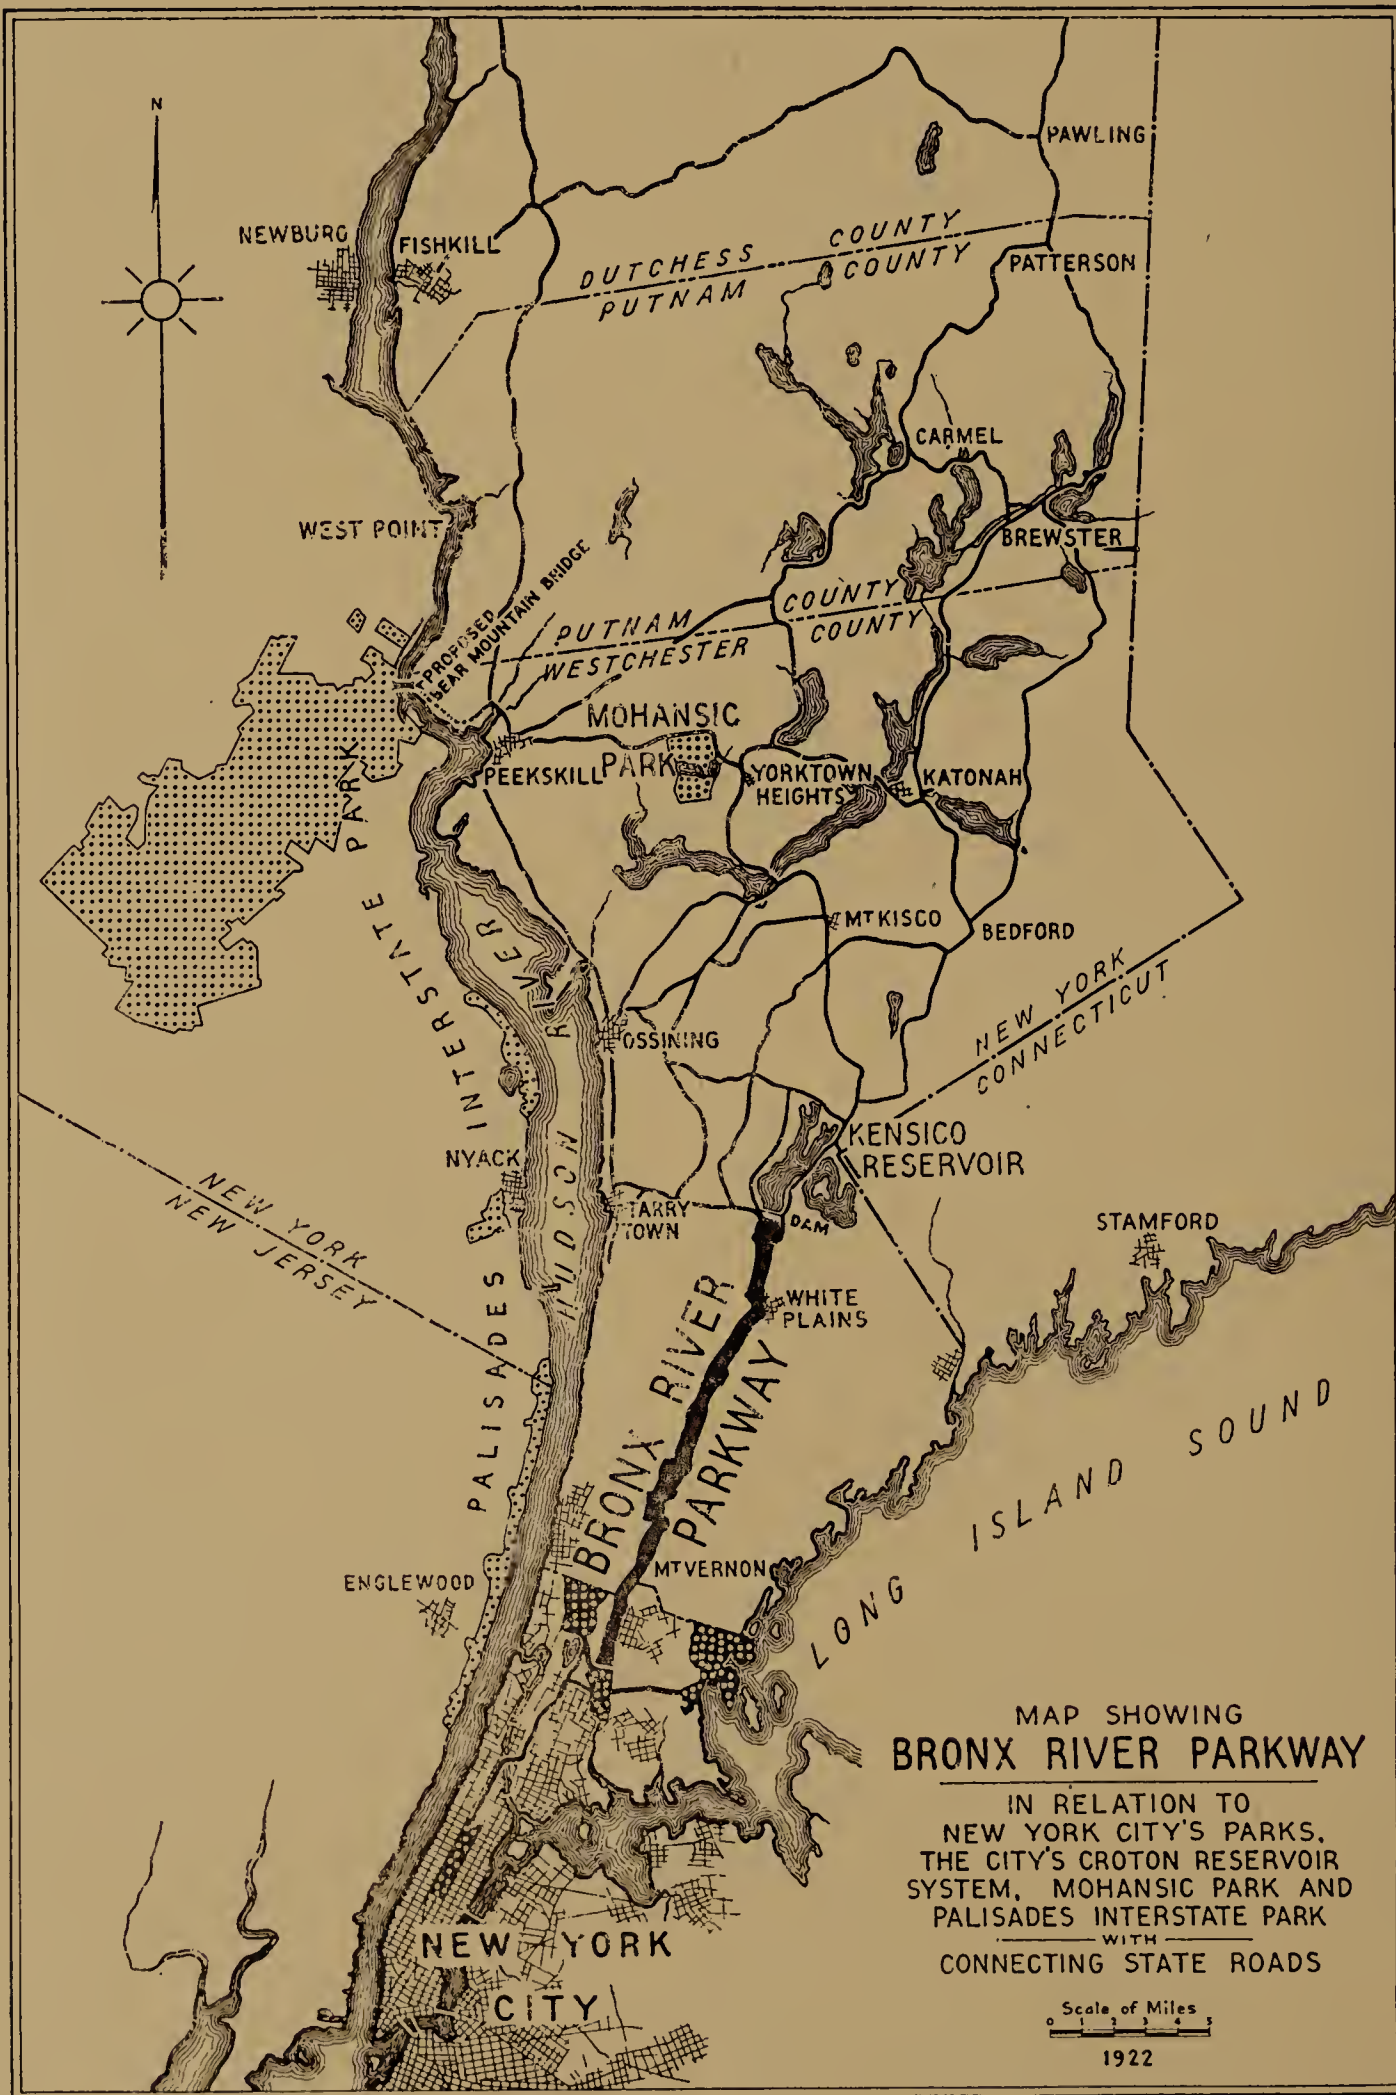 N
PAWLING
NEWBURG
FISHKILL
DUTCHESS COUNTY
PUTNAM COUNTY
PATTERSON
CARMEL
WEST POINT
BREWSTER
PROPOSED
BEAR MOUNTAIN BRIDGE
PUTNAM COUNTY
WESTCHESTER COUNTY
MOHANSIC
PARK
PEEKSKILL
YORKTOWN
HEIGHTS
KATONAH
MT KISCO
BEDFORD
NEW YORK
CONNECTICUT
OSSINING
PALISADES INTERSTATE PARK
HUDSON RIVER
KENSICO
RESERVOIR
NYACK
NEW YORK
NEW JERSEY
TARRY
TOWN
DAM
STAMFORD
WHITE
PLAINS
BRONX RIVER
PARKWAY
LONG ISLAND SOUND
MT VERNON
ENGLEWOOD
NEW YORK
CITY
MAP SHOWING
BRONX RIVER PARKWAY
IN RELATION TO
NEW YORK CITY'S PARKS,
THE CITY'S CROTON RESERVOIR
SYSTEM, MOHANSIC PARK AND
PALISADES INTERSTATE PARK
WITH
CONNECTING STATE ROADS
Scale of Miles
0 1 2 3 4 5
1922